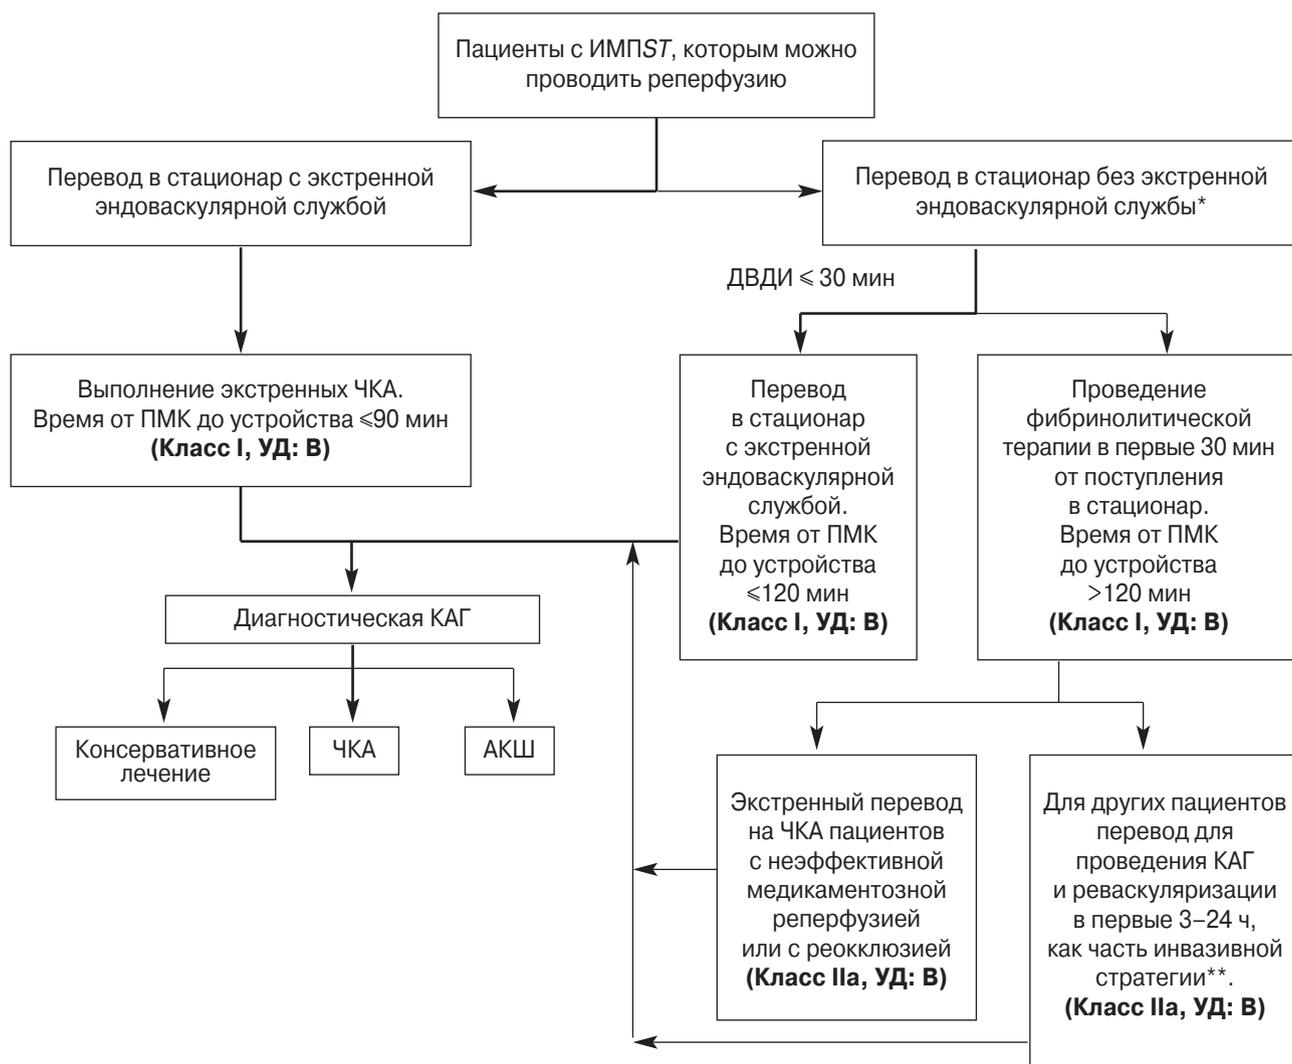 Пациенты с ИМПST, которым можно
проводить реперфузию
Перевод в стационар с экстренной
эндоваскулярной службой
Перевод в стационар без экстренной
эндоваскулярной службы*
ДВДИ ⩽ 30 мин
Выполнение экстренных ЧКА.
Время от ПМК до устройства ⩽90 мин
(Класс I, УД: В)
Перевод
в стационар
с экстренной
эндоваскулярной
службой.
Время от ПМК
до устройства
⩽120 мин
(Класс I, УД: В)
Проведение
фибринолитической
терапии в первые 30 мин
от поступления
в стационар.
Время от ПМК
до устройства
>120 мин
(Класс I, УД: В)
Диагностическая КАГ
Консервативное
лечение
ЧКА
АКШ
Экстренный перевод
на ЧКА пациентов
с неэффективной
медикаментозной
реперфузией
или с реокклюзией
(Класс IIa, УД: В)
Для других пациентов
перевод для
проведения КАГ
и реваскуляризации
в первые 3–24 ч,
как часть инвазивной
стратегии**.
(Класс IIa, УД: В)